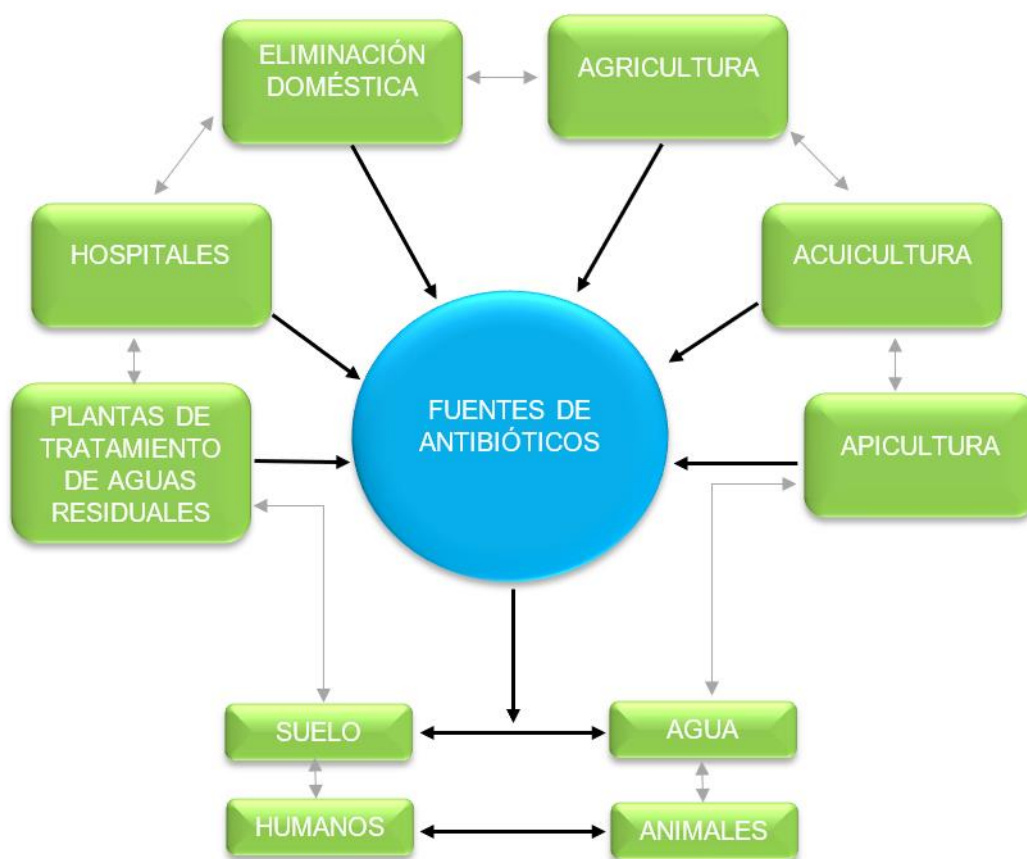 ELIMINACIÓN
DOMÉSTICA
AGRICULTURA
HOSPITALES
ACUICULTURA
PLANTAS DE
TRATAMIENTO
DE AGUAS
RESIDUALES
FUENTES DE
ANTIBIÓTICOS
APICULTURA
SUELO
AGUA
HUMANOS
ANIMALES